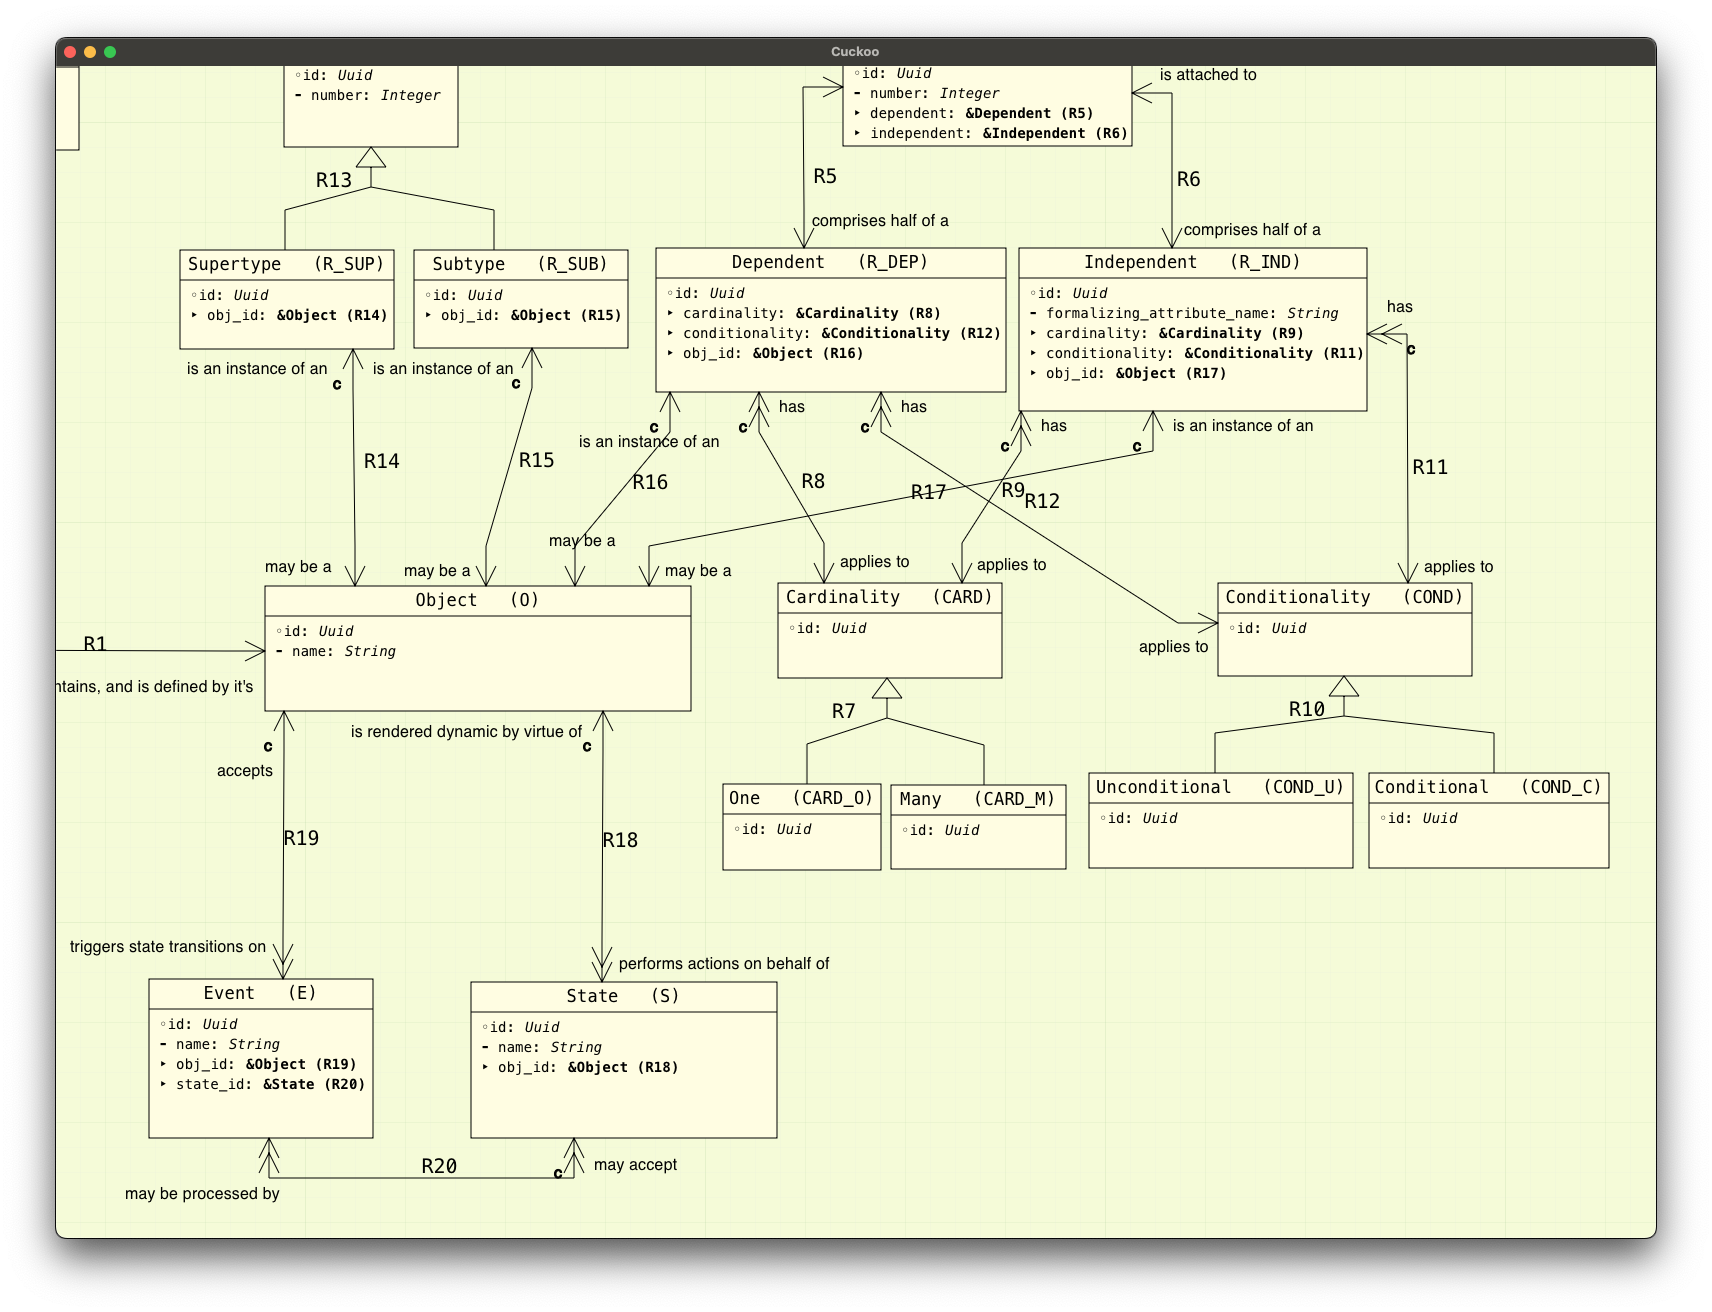 Cuckoo
◦id: Uuid
- number: Integer
◦id: Uuid
- number: Integer
‣ dependent: &Dependent (R5)
‣ independent: &Independent (R6)
is attached to
R13
R5
R6
comprises half of a
comprises half of a
Supertype (R_SUP)
◦id: Uuid
‣ obj_id: &Object (R14)
Subtype (R_SUB)
◦id: Uuid
‣ obj_id: &Object (R15)
Dependent (R_DEP)
◦id: Uuid
‣ cardinality: &Cardinality (R8)
‣ conditionality: &Conditionality (R12)
‣ obj_id: &Object (R16)
Independent (R_IND)
◦id: Uuid
- formalizing_attribute_name: String
‣ cardinality: &Cardinality (R9)
‣ conditionality: &Conditionality (R11)
‣ obj_id: &Object (R17)
has
c
is an instance of an
c
is an instance of an
c
c
is an instance of an
has
c
has
c
has
c
is an instance of an
c
R14
R15
R16
R8
R17
R9
R12
R11
may be a
may be a
may be a
may be a
applies to
applies to
applies to
applies to
Object (O)
◦id: Uuid
- name: String
Cardinality (CARD)
◦id: Uuid
Conditionality (COND)
◦id: Uuid
R1
ntains, and is defined by it's
c
accepts
is rendered dynamic by virtue of
c
R7
R10
One (CARD_O)
◦id: Uuid
Many (CARD_M)
◦id: Uuid
Unconditional (COND_U)
◦id: Uuid
Conditional (COND_C)
◦id: Uuid
R19
R18
triggers state transitions on
performs actions on behalf of
Event (E)
◦id: Uuid
- name: String
‣ obj_id: &Object (R19)
‣ state_id: &State (R20)
State (S)
◦id: Uuid
- name: String
‣ obj_id: &Object (R18)
R20
c
may accept
may be processed by